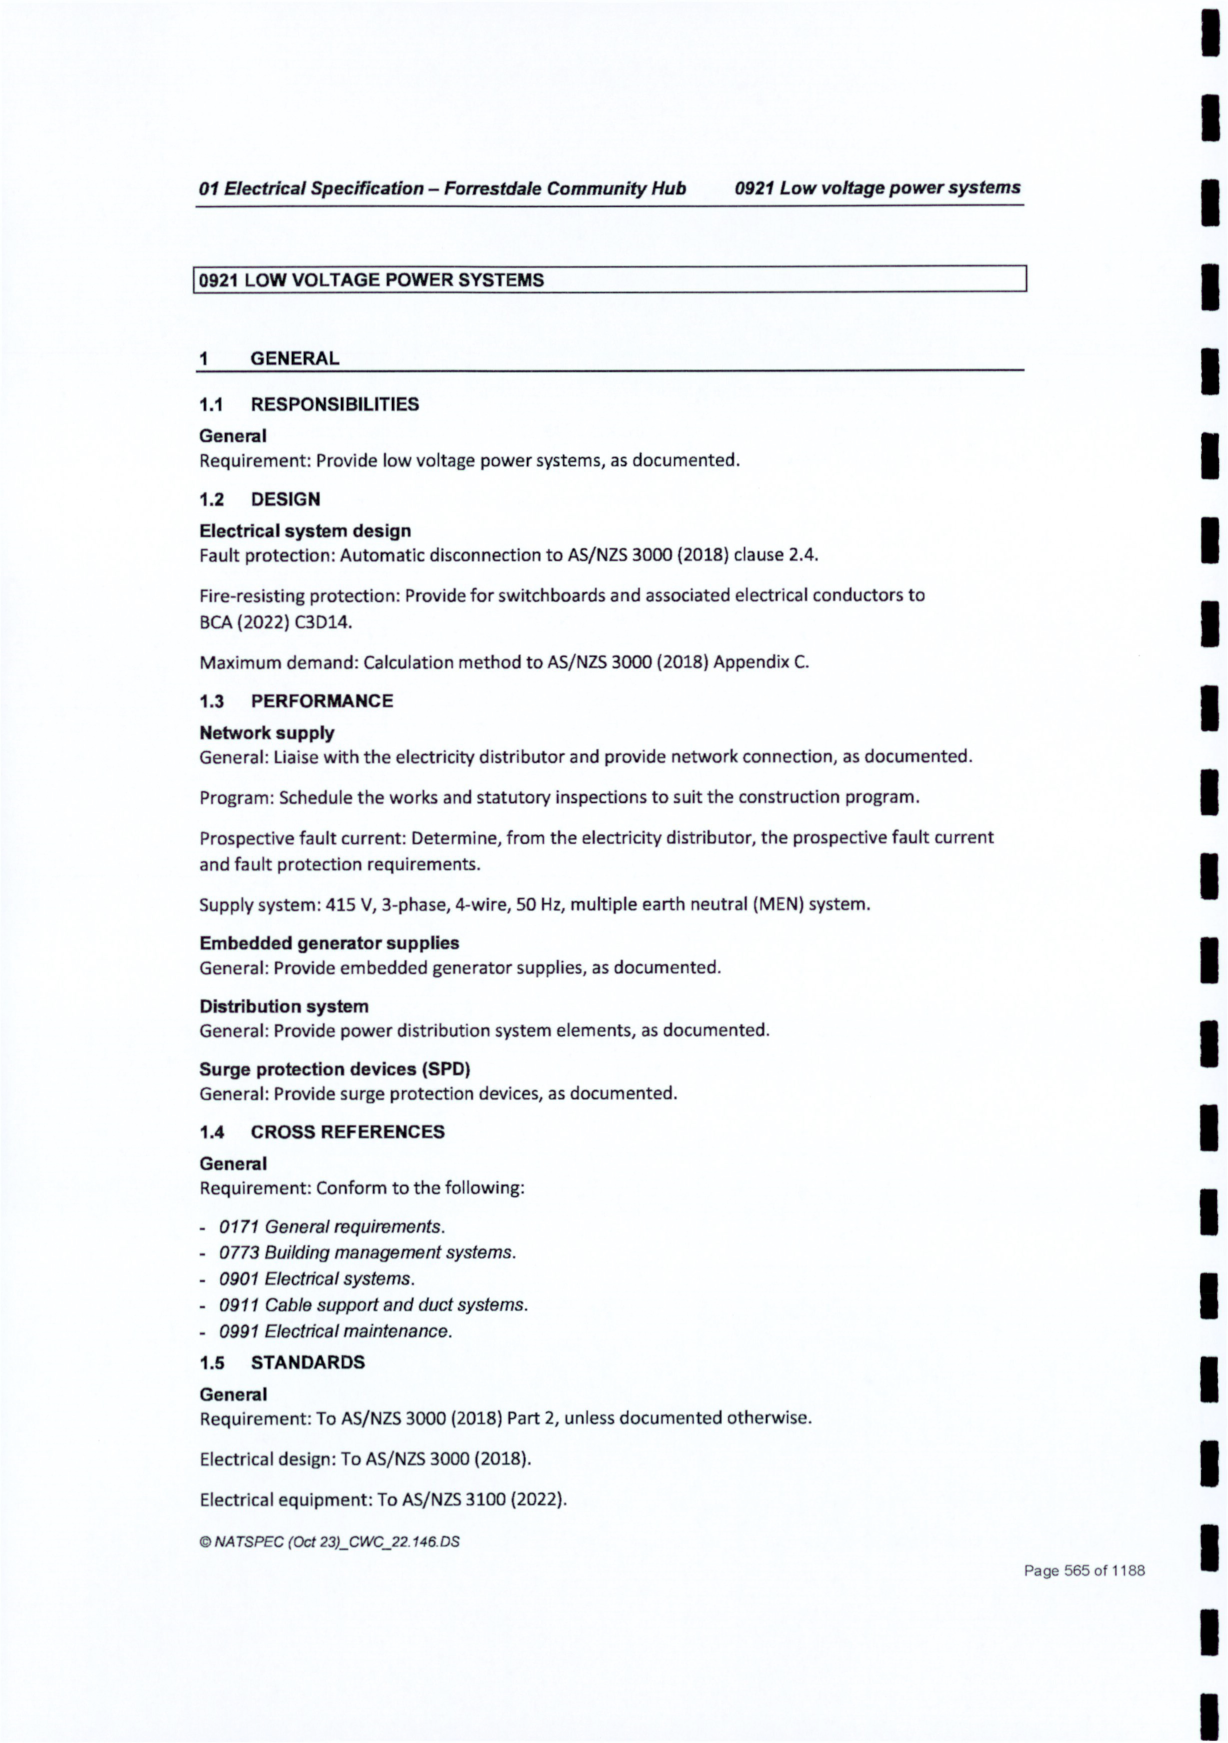 01 Electrical Specification – Forrestdale Community Hub 0921 Low voltage power systems
0921 LOW VOLTAGE POWER SYSTEMS
1 GENERAL
1.1 RESPONSIBILITIES
General
Requirement: Provide low voltage power systems, as documented.
1.2 DESIGN
Electrical system design
Fault protection: Automatic disconnection to AS/NZS 3000 (2018) clause 2.4.
Fire-resisting protection: Provide for switchboards and associated electrical conductors to
BCA (2022) C3D14.
Maximum demand: Calculation method to AS/NZS 3000 (2018) Appendix C.
1.3 PERFORMANCE
Network supply
General: Liaise with the electricity distributor and provide network connection, as documented.
Program: Schedule the works and statutory inspections to suit the construction program.
Prospective fault current: Determine, from the electricity distributor, the prospective fault current
and fault protection requirements.
Supply system: 415 V, 3-phase, 4-wire, 50 Hz, multiple earth neutral (MEN) system.
Embedded generator supplies
General: Provide embedded generator supplies, as documented.
Distribution system
General: Provide power distribution system elements, as documented.
Surge protection devices (SPD)
General: Provide surge protection devices, as documented.
1.4 CROSS REFERENCES
General
Requirement: Conform to the following:
- 0171 General requirements.
- 0773 Building management systems.
- 0901 Electrical systems.
- 0911 Cable support and duct systems.
- 0991 Electrical maintenance.
1.5 STANDARDS
General
Requirement: To AS/NZS 3000 (2018) Part 2, unless documented otherwise.
Electrical design: To AS/NZS 3000 (2018).
Electrical equipment: To AS/NZS 3100 (2022).
© NATSPEC (Oct 23)_CWC_22.146.DS
Page 565 of 1188